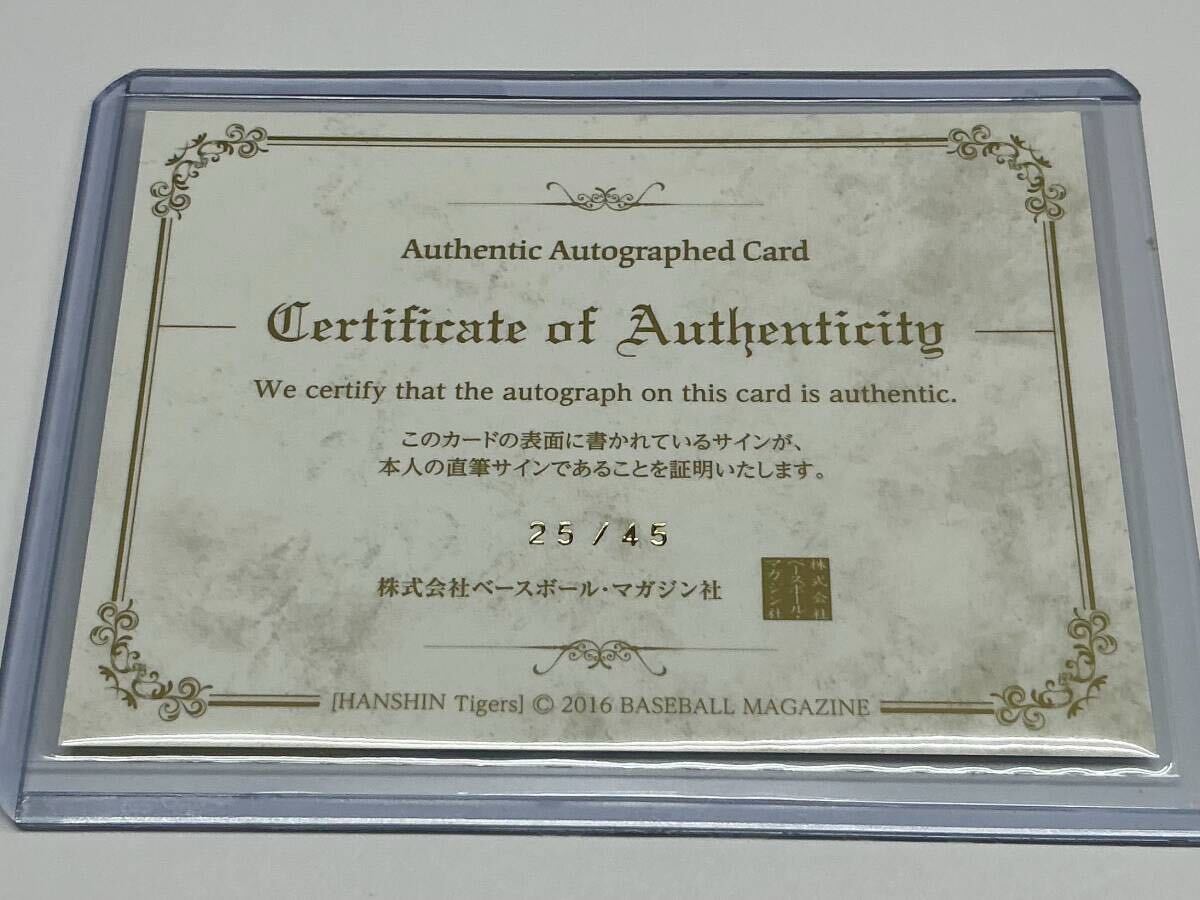 Authentic Autographed Card
Certificate of Authenticity
We certify that the autograph on this card is authentic.
このカードの表面に書かれているサインが、
本人の直筆サインであることを証明いたします。
25/45
株式会社ベースボール・マガジン社
株式会社
ベースボール・
マガジン社
[HANSHIN Tigers] © 2016 BASEBALL MAGAZINE